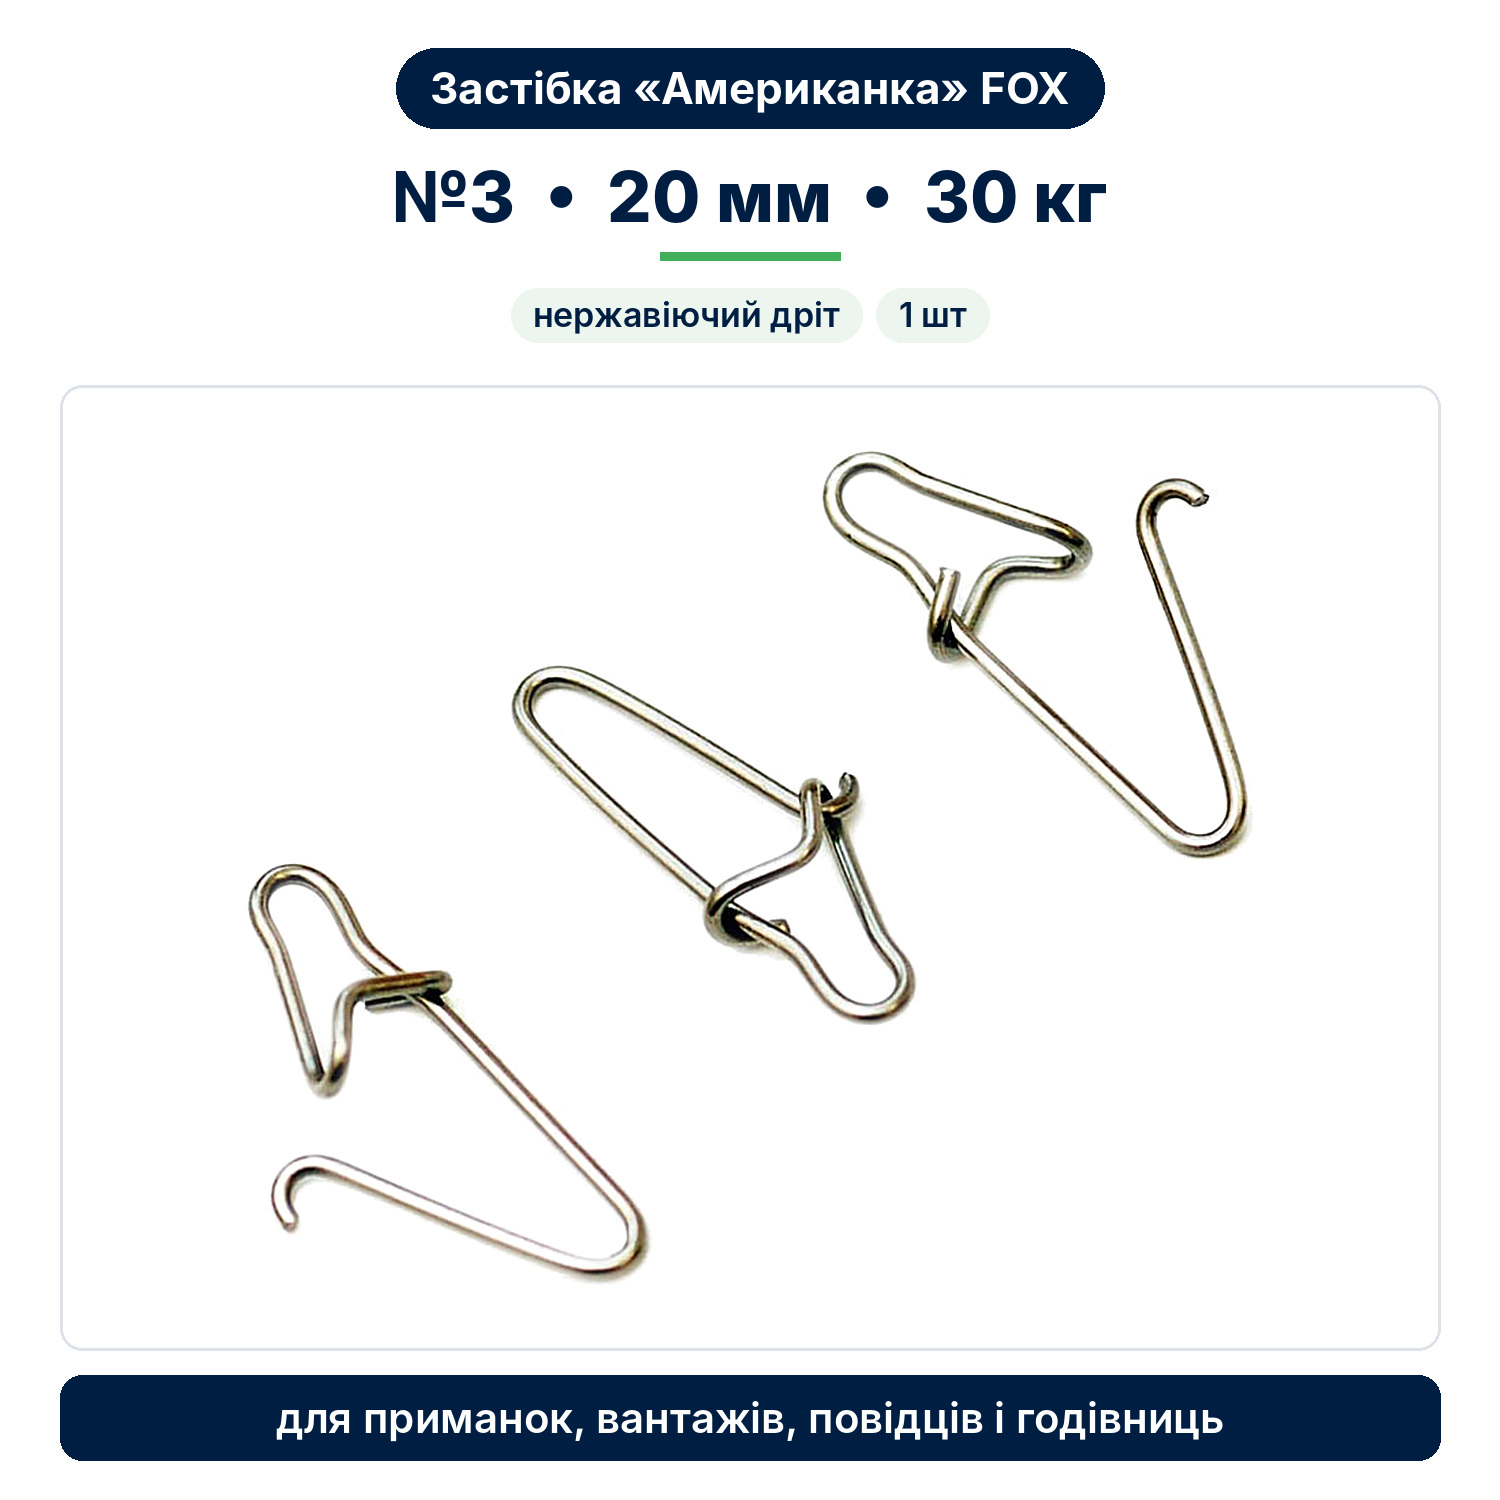 Застібка «Американка» FOX
№3 • 20 мм • 30 кг
нержавіючий дріт 1 шт
для приманок, вантажів, повідців і годівниць